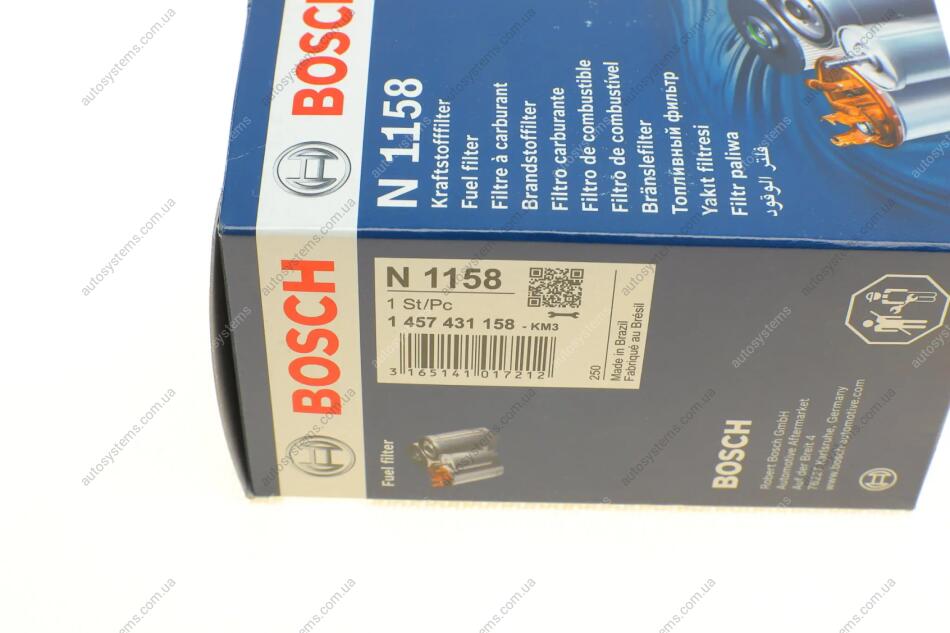 BOSCH
N 1158
Kraftstofffilter
Fuel filter
Filtre à carburant
Brandstoffilter
Filtro carburante
Filtro de combustible
Filtro de combustível
Bränslefilter
Топливный фильтр
Yakıt filtresi
Filtr paliwa
فلتر الوقود
BOSCH
N 1158
1 St/Pc
1 457 431 158 - KM3
3 165141 017212
250
Made in Brazil
Fabriqué au Brésil
Fuel filter
BOSCH
Robert Bosch GmbH
Automotive Aftermarket
Auf der Breit 4
76227 Karlsruhe, Germany
www.bosch-automotive.com
autosystems.com.ua